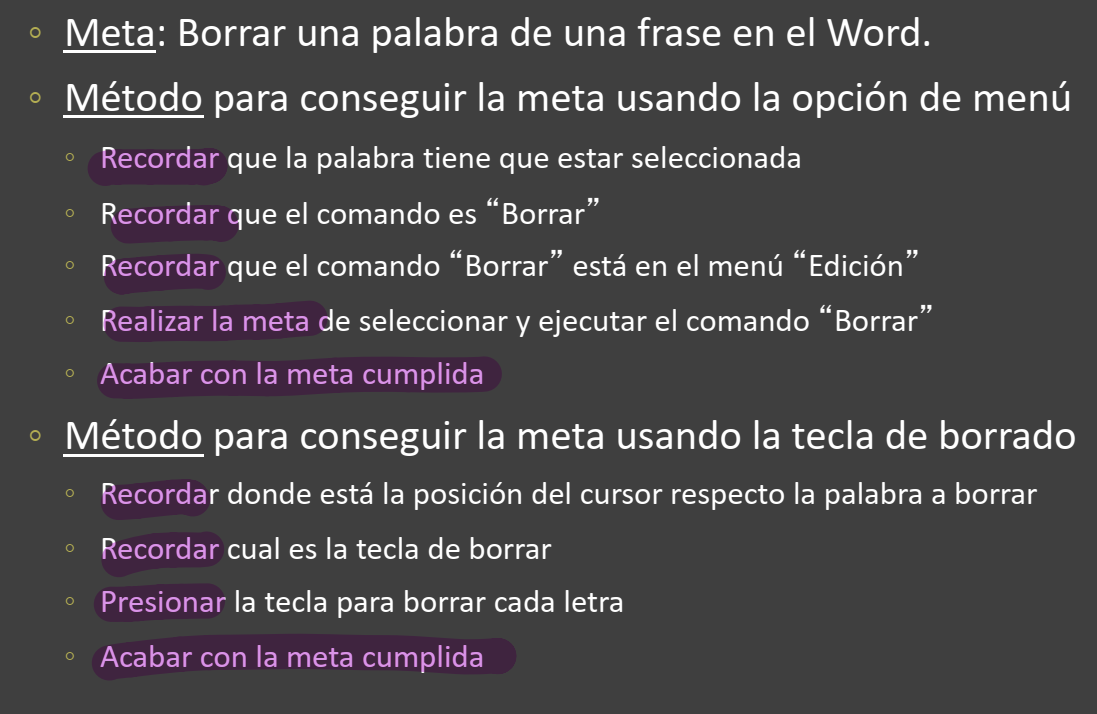 Meta: Borrar una palabra de una frase en el Word.
Método para conseguir la meta usando la opción de menú
Recordar que la palabra tiene que estar seleccionada
Recordar que el comando es “Borrar”
Recordar que el comando “Borrar” está en el menú “Edición”
Realizar la meta de seleccionar y ejecutar el comando “Borrar”
Acabar con la meta cumplida
Método para conseguir la meta usando la tecla de borrado
Recordar donde está la posición del cursor respecto la palabra a borrar
Recordar cual es la tecla de borrar
Presionar la tecla para borrar cada letra
Acabar con la meta cumplida